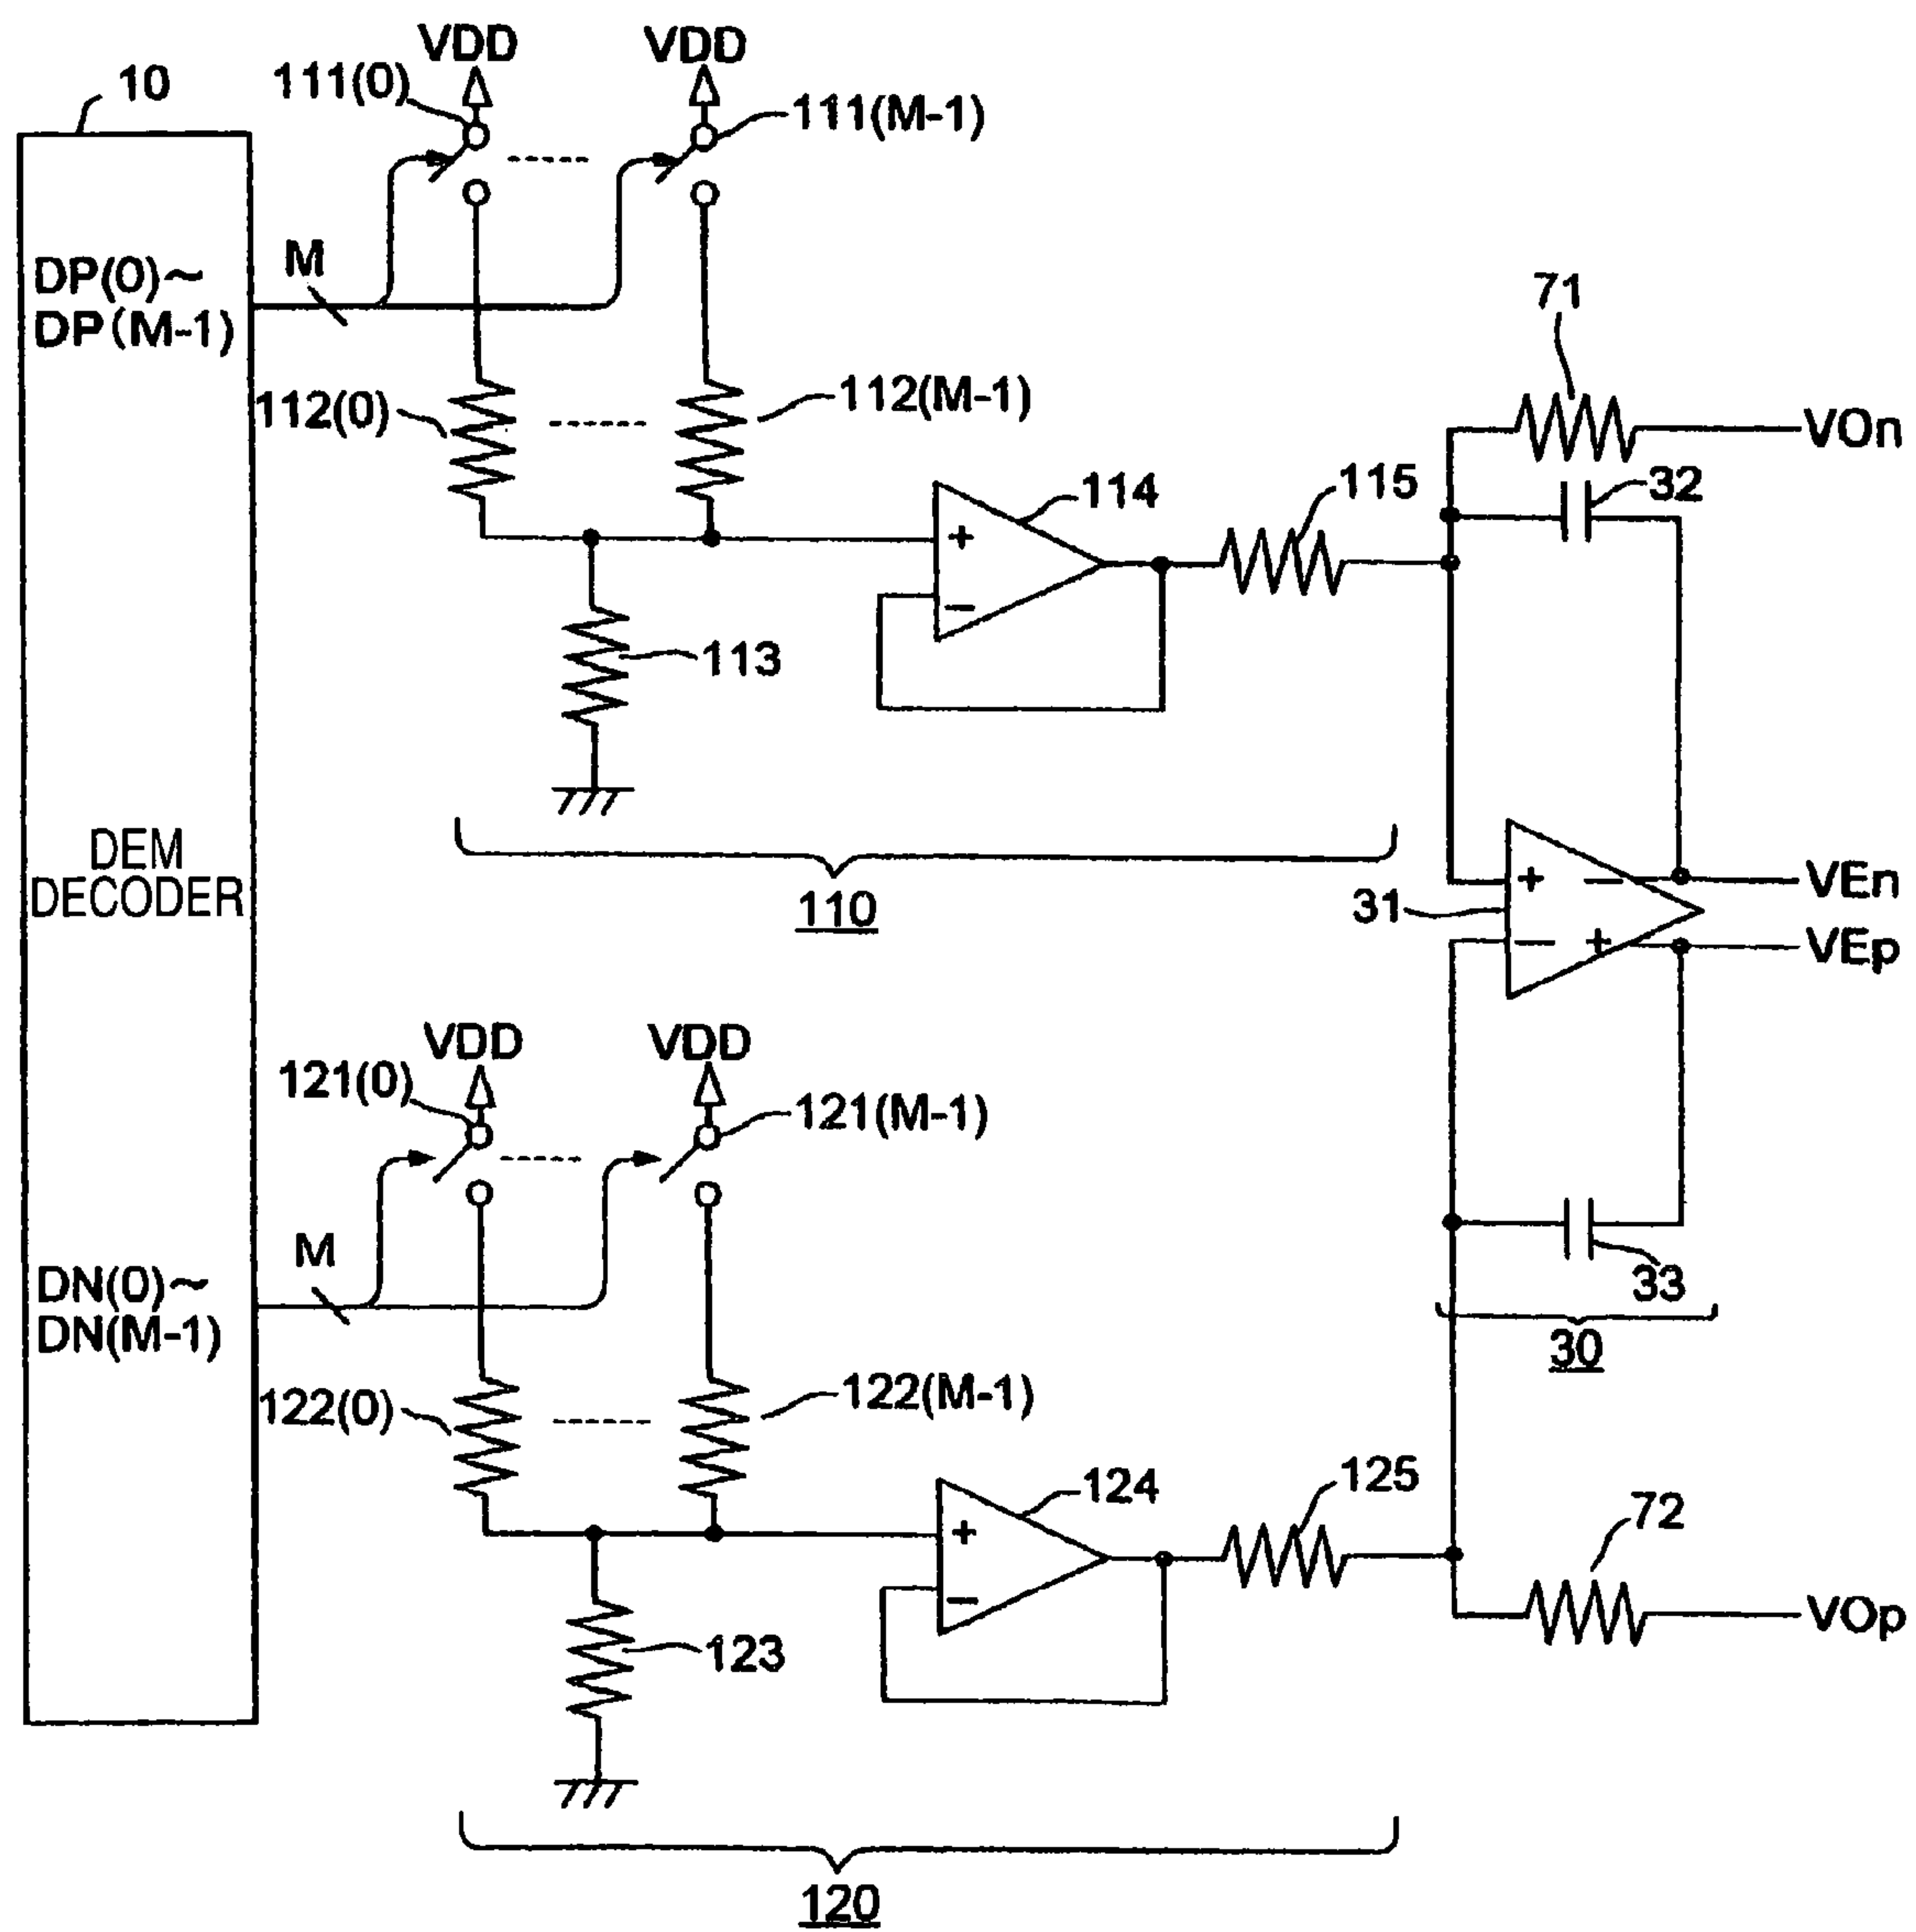 VDD
VDD
10
111(0)
111(M-1)
DP(0)~
DP(M-1)
M
71
VOn
112(0)
112(M-1)
32
114
115
+
−
113
DEM
DECODER
110
31
+
−
−
+
VEn
VEp
VDD
VDD
121(0)
121(M-1)
M
DN(0)~
DN(M-1)
33
30
122(0)
122(M-1)
124
125
72
+
−
VOp
123
120